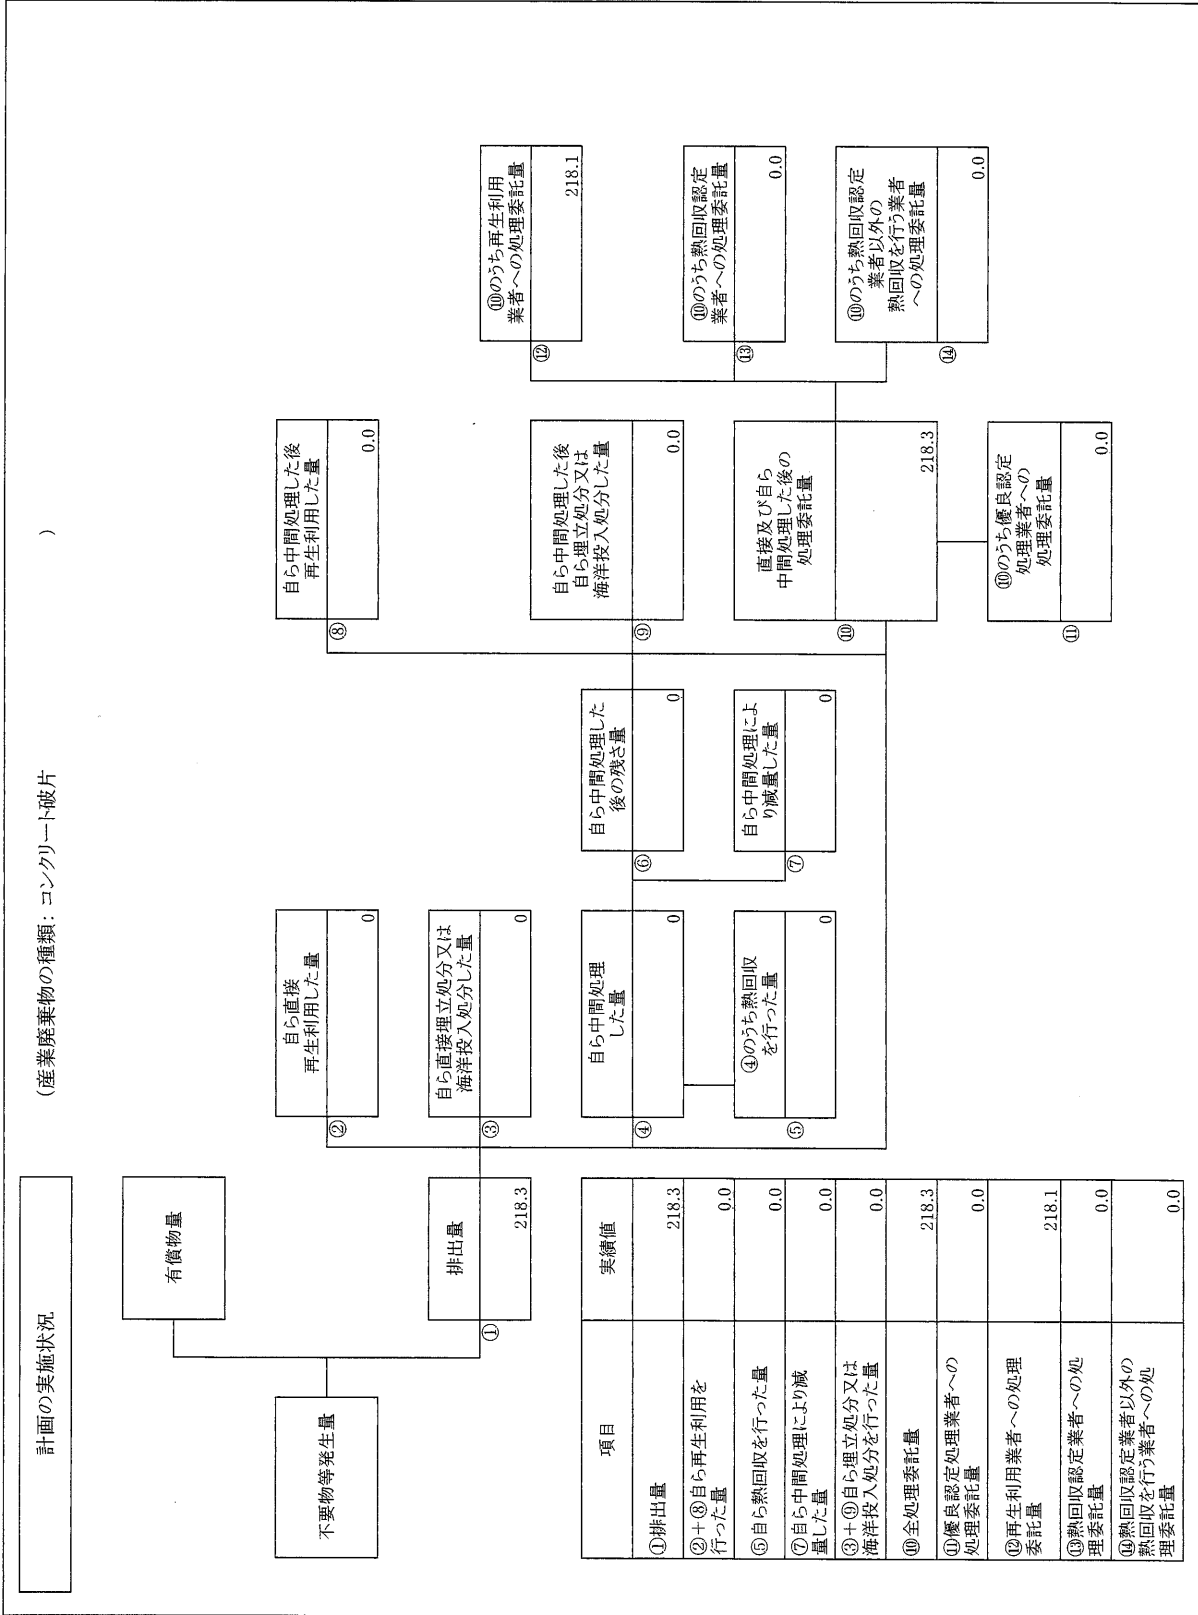 計画の実施状況
(産業廃棄物の種類: コンクリート破片
)
不要物等発生量
有償物量
①
排出量
218.3
②
自ら直接
再生利用した量
0
③
自ら直接埋立処分又は
海洋投入処分した量
0
④
自ら中間処理
した量
0
⑤
④のうち熱回収
を行った量
0
⑥
自ら中間処理した
後の残さ量
0
⑦
自ら中間処理によ
り減量した量
0
⑧
自ら中間処理した後
再生利用した量
0.0
⑨
自ら中間処理した後
自ら埋立処分又は
海洋投入処分した量
0.0
⑩
直接及び自ら
中間処理した後の
処理委託量
218.3
⑪
⑩のうち優良認定
処理業者への
処理委託量
0.0
⑫
⑩のうち再生利用
業者への処理委託量
218.1
⑬
⑩のうち熱回収認定
業者への処理委託量
0.0
⑭
⑩のうち熱回収認定
業者以外の
熱回収を行う業者
への処理委託量
0.0
項目
実績値
①排出量
218.3
②+⑧自ら再生利用を
行った量
0.0
⑤自ら熱回収を行った量
0.0
⑦自ら中間処理により減
量した量
0.0
③+⑨自ら埋立処分又は
海洋投入処分を行った量
0.0
⑩全処理委託量
218.3
⑪優良認定処理業者への
処理委託量
0.0
⑫再生利用業者への処理
委託量
218.1
⑬熱回収認定業者への処
理委託量
0.0
⑭熱回収認定業者以外の
熱回収を行う業者への処
理委託量
0.0